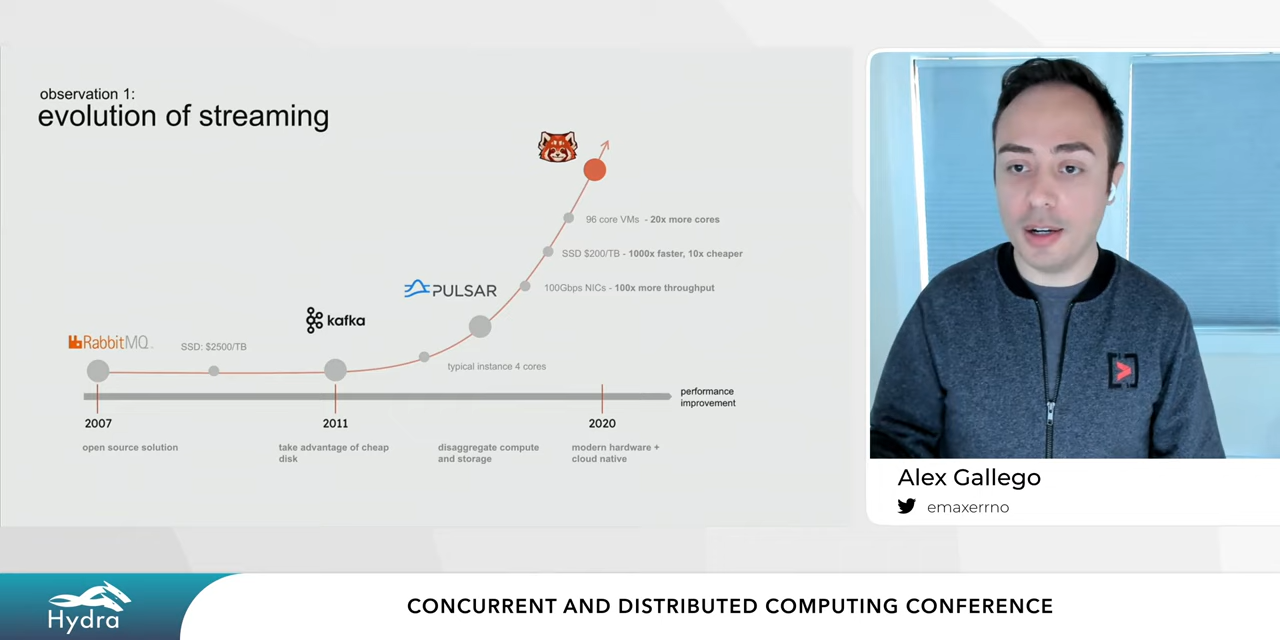 observation 1:
evolution of streaming
96 core VMs - 20x more cores
SSD $200/TB - 1000x faster, 10x cheaper
100Gbps NICs - 100x more throughput
PULSAR
kafka
RabbitMQ
SSD: $2500/TB
typical instance 4 cores
performance
improvement
2007
2011
2020
open source solution
take advantage of cheap
disk
disaggregate compute
and storage
modern hardware +
cloud native
Alex Gallego
emaxerrno
Hydra
CONCURRENT AND DISTRIBUTED COMPUTING CONFERENCE